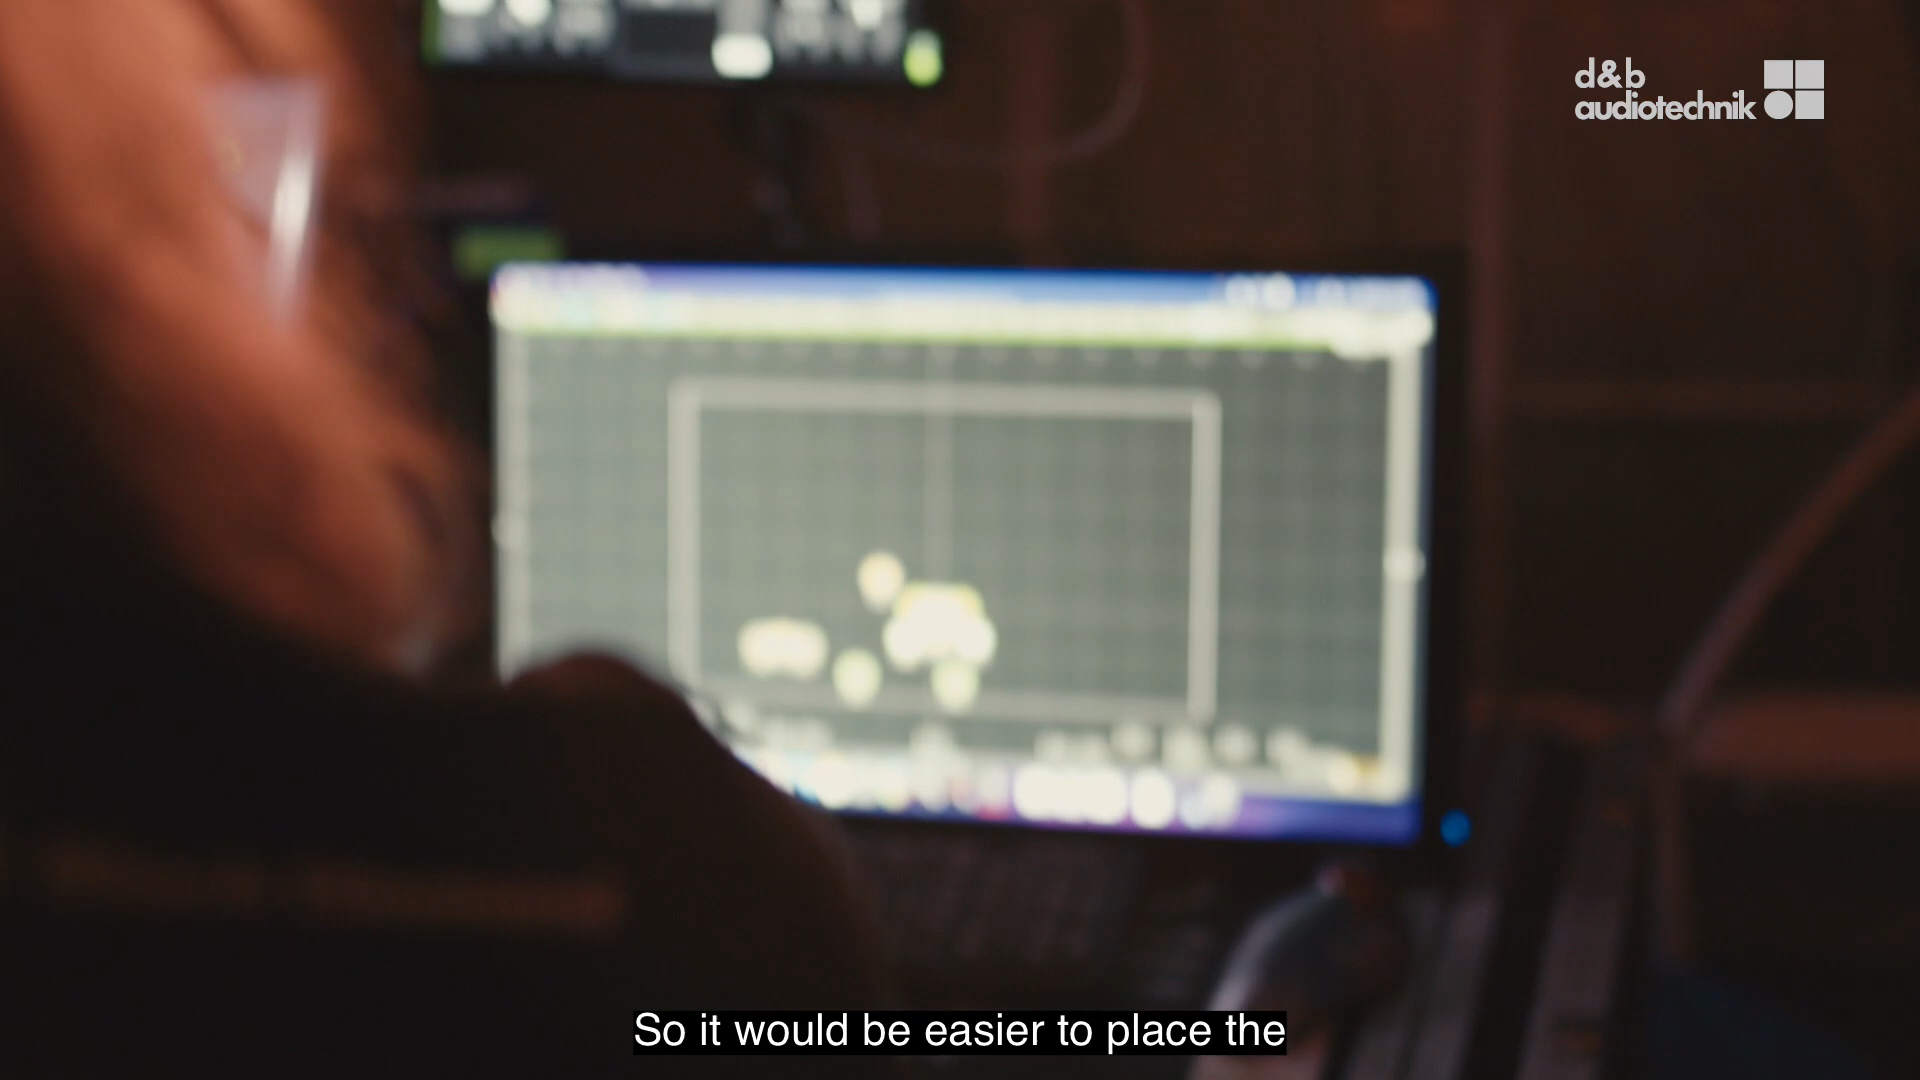 d&b
audiotechnik
So it would be easier to place the